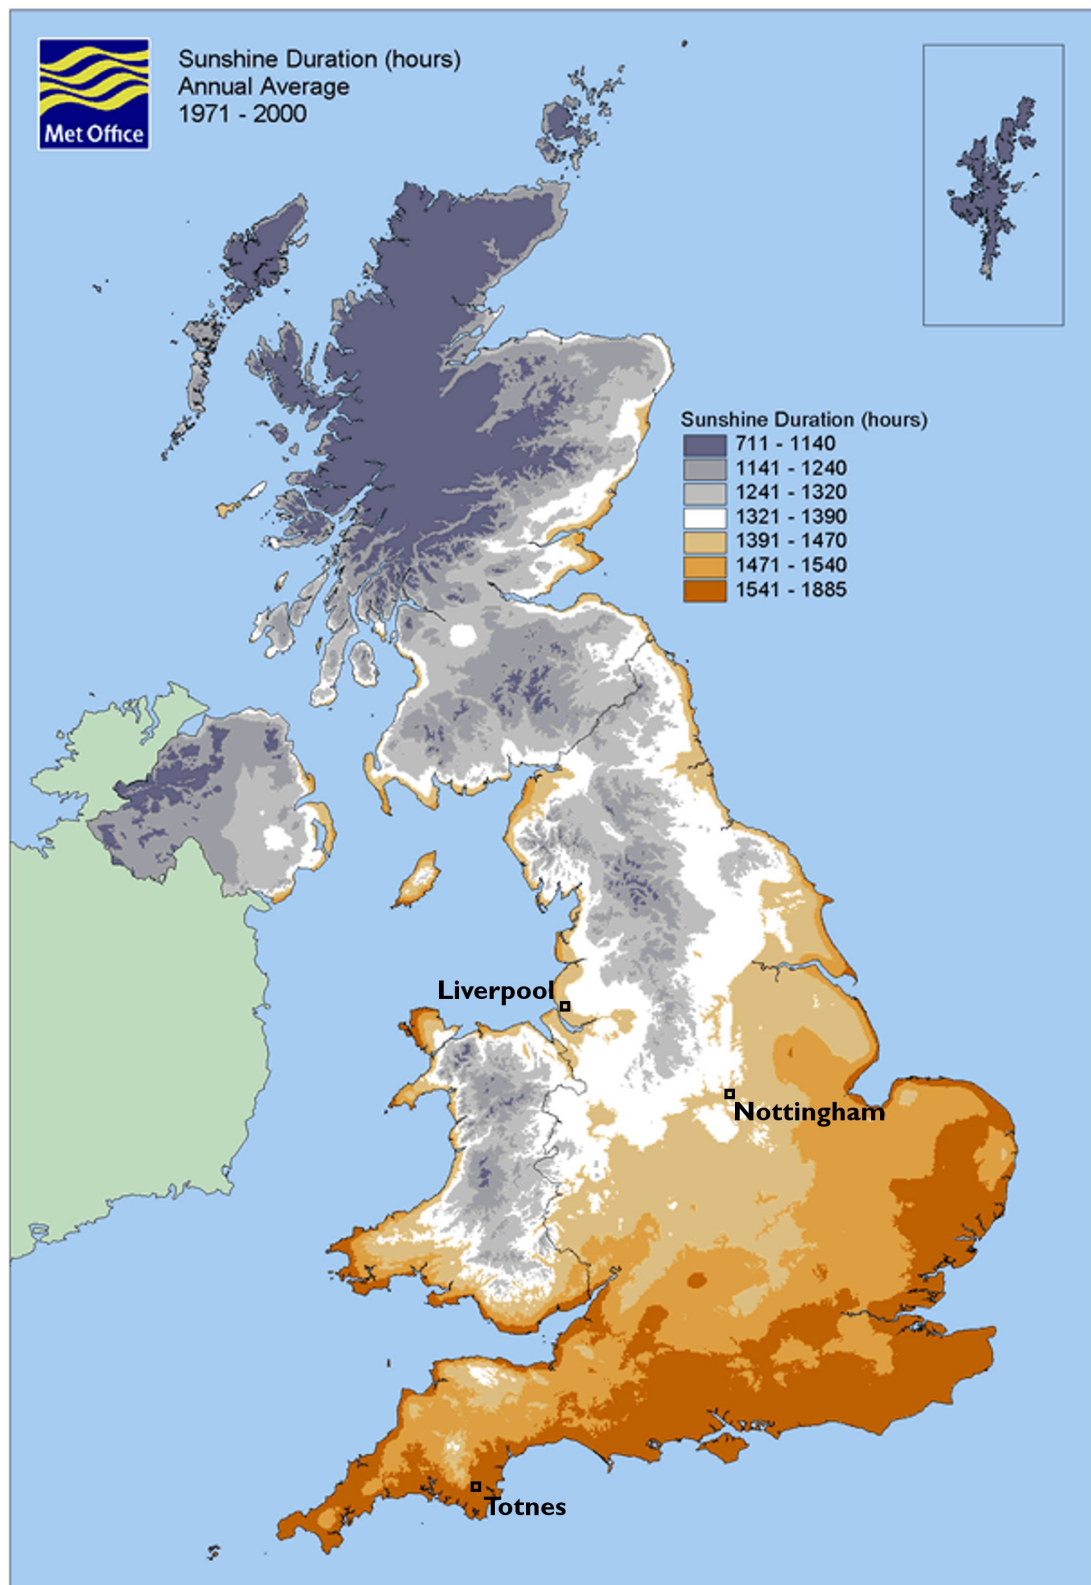 Met Office
Sunshine Duration (hours)
Annual Average
1971 - 2000
Sunshine Duration (hours)
711 - 1140
1141 - 1240
1241 - 1320
1321 - 1390
1391 - 1470
1471 - 1540
1541 - 1885
Liverpool
Nottingham
Totnes